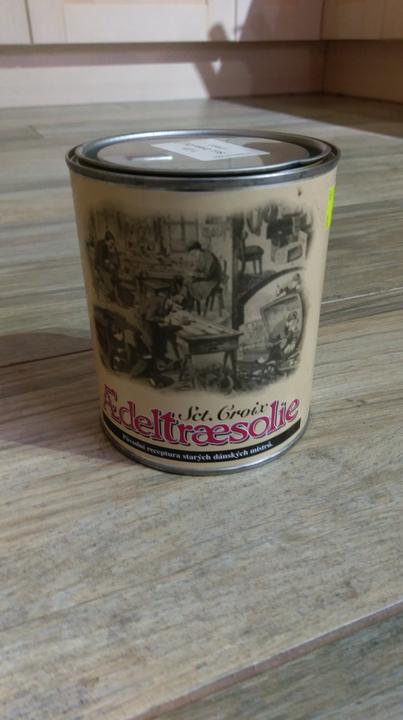 Sct. Croix
Ædeltræsolie
Původní receptura starých dánských mistrů.